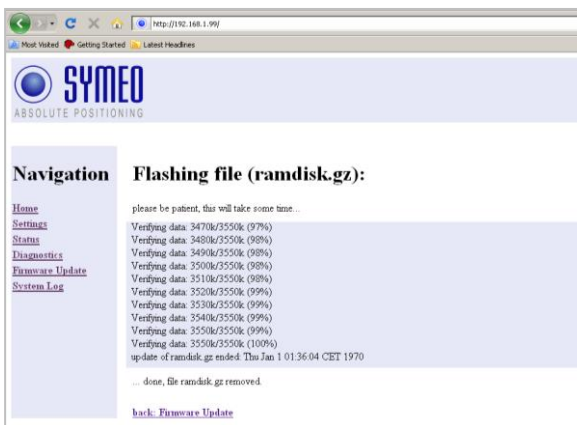 http://192.168.1.99/
Most Visited Getting Started Latest Headlines
SYMEO
ABSOLUTE POSITIONING
Navigation
Home
Settings
Status
Diagnostics
Firmware Update
System Log
Flashing file (ramdisk.gz):
please be patient, this will take some time...
Verifying data: 3470k/3550k (97%)
Verifying data: 3480k/3550k (98%)
Verifying data: 3490k/3550k (98%)
Verifying data: 3500k/3550k (98%)
Verifying data: 3510k/3550k (98%)
Verifying data: 3520k/3550k (99%)
Verifying data: 3530k/3550k (99%)
Verifying data: 3540k/3550k (99%)
Verifying data: 3550k/3550k (99%)
Verifying data: 3550k/3550k (100%)
update of ramdisk.gz ended: Thu Jan 1 01:36:04 CET 1970
... done, file ramdisk.gz removed.
back: Firmware Update